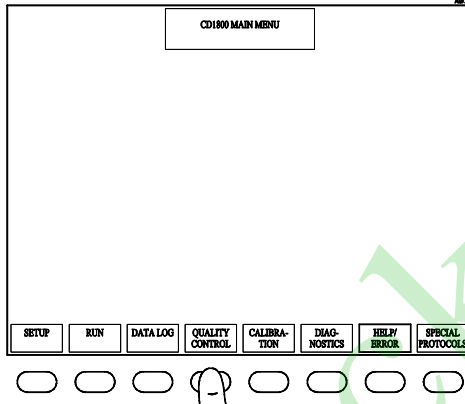 CD1800 MAIN MENU
SETUP
RUN
DATA LOG
QUALITY
CONTROL
CALIBRA-
TION
DIAG-
NOSTICS
HELP/
ERROR
SPECIAL
PROTOCOLS